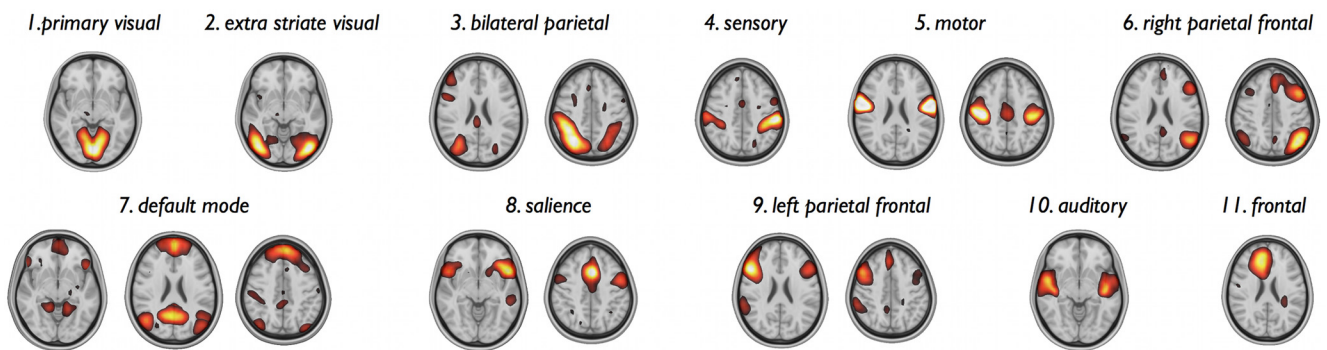 1.primary visual
2. extra striate visual
3. bilateral parietal
4. sensory
5. motor
6. right parietal frontal
7. default mode
8. salience
9. left parietal frontal
10. auditory
11. frontal